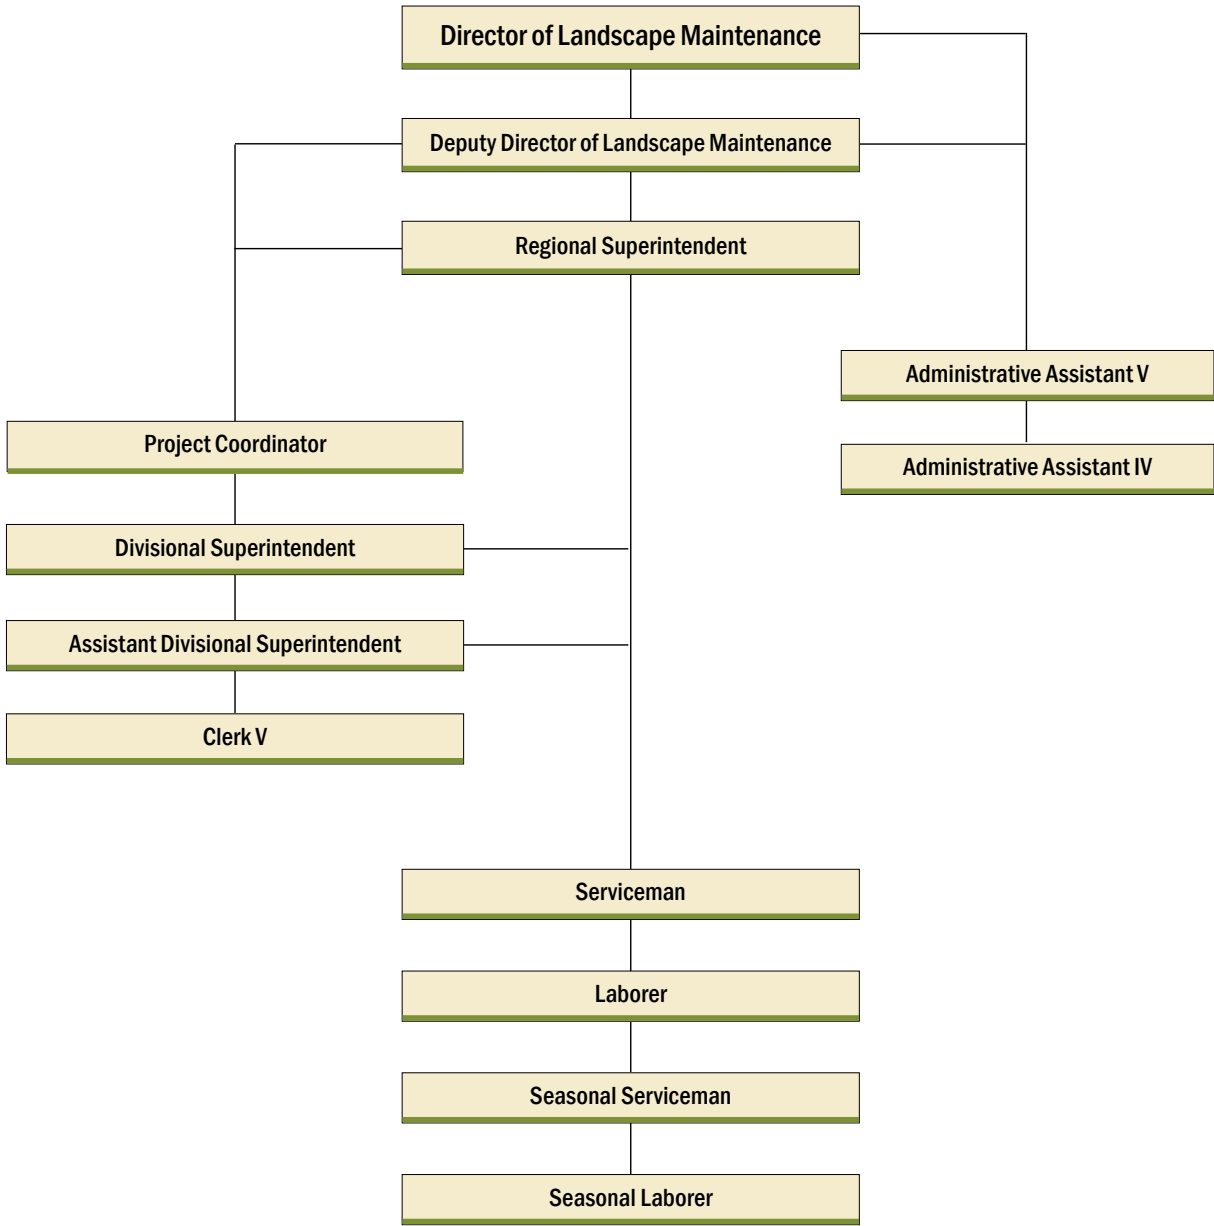 Director of Landscape Maintenance
Deputy Director of Landscape Maintenance
Regional Superintendent
Administrative Assistant V
Project Coordinator
Administrative Assistant IV
Divisional Superintendent
Assistant Divisional Superintendent
Clerk V
Serviceman
Laborer
Seasonal Serviceman
Seasonal Laborer